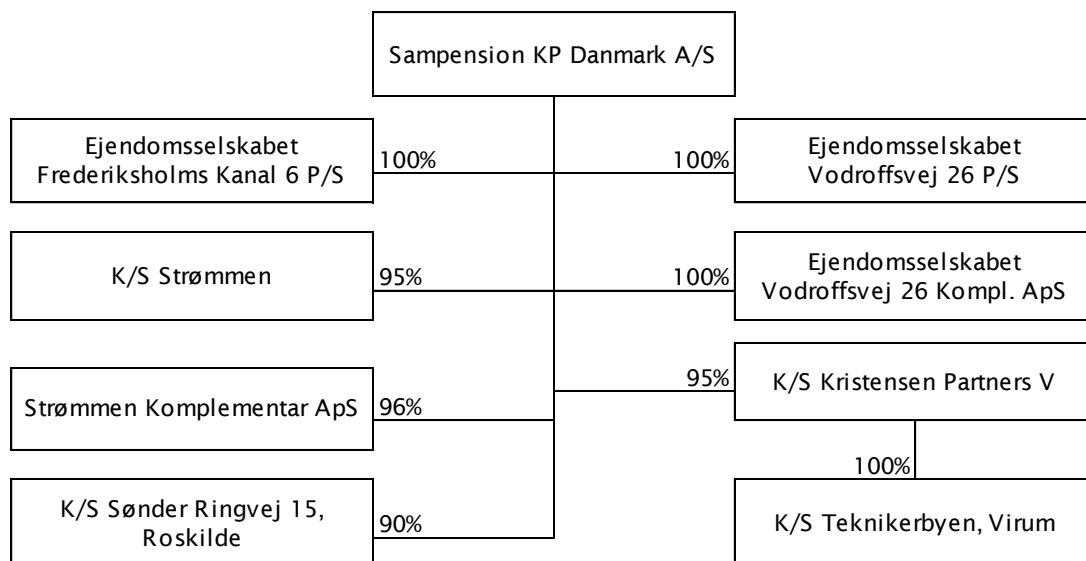 Sampension KP Danmark A/S
Ejendomsselskabet
Frederiksholms Kanal 6 P/S
100%
100%
Ejendomsselskabet
Vodroffsvej 26 P/S
K/S Strømmen
95%
100%
Ejendomsselskabet
Vodroffsvej 26 Kompl. ApS
95%
K/S Kristensen Partners V
Strømmen Komplementar ApS
96%
100%
K/S Sønder Ringvej 15,
Roskilde
90%
K/S Teknikerbyen, Virum